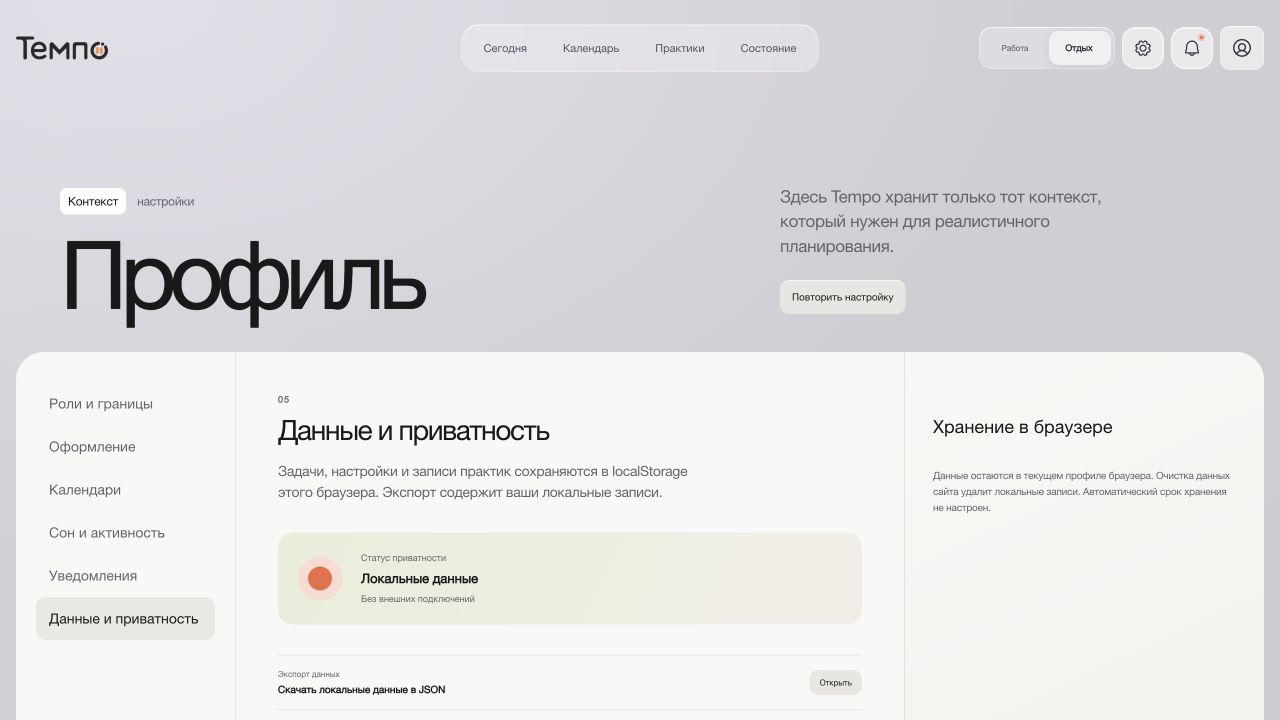 Темпо
Сегодня
Календарь
Практики
Состояние
Работа
Отдых
Контекст
настройки
Профиль
Здесь Tempo хранит только тот контекст,
который нужен для реалистичного
планирования.
Повторить настройку
Роли и границы
Оформление
Календари
Сон и активность
Уведомления
Данные и приватность
05
Данные и приватность
Задачи, настройки и записи практик сохраняются в localStorage
этого браузера. Экспорт содержит ваши локальные записи.
Статус приватности
Локальные данные
Без внешних подключений
Экспорт данных
Скачать локальные данные в JSON
Открыть
Хранение в браузере
Данные остаются в текущем профиле браузера. Очистка данных
сайта удалит локальные записи. Автоматический срок хранения
не настроен.